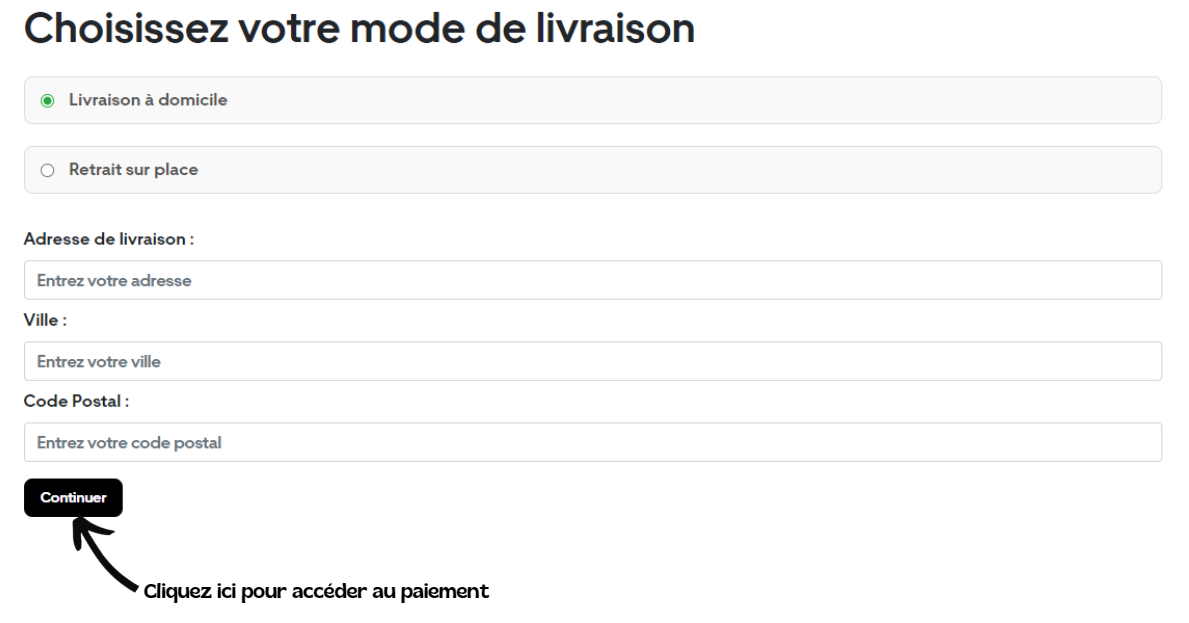 Choisissez votre mode de livraison
Livraison à domicile
Retrait sur place
Adresse de livraison :
Entrez votre adresse
Ville :
Entrez votre ville
Code Postal :
Entrez votre code postal
Continuer
Cliquez ici pour accéder au paiement